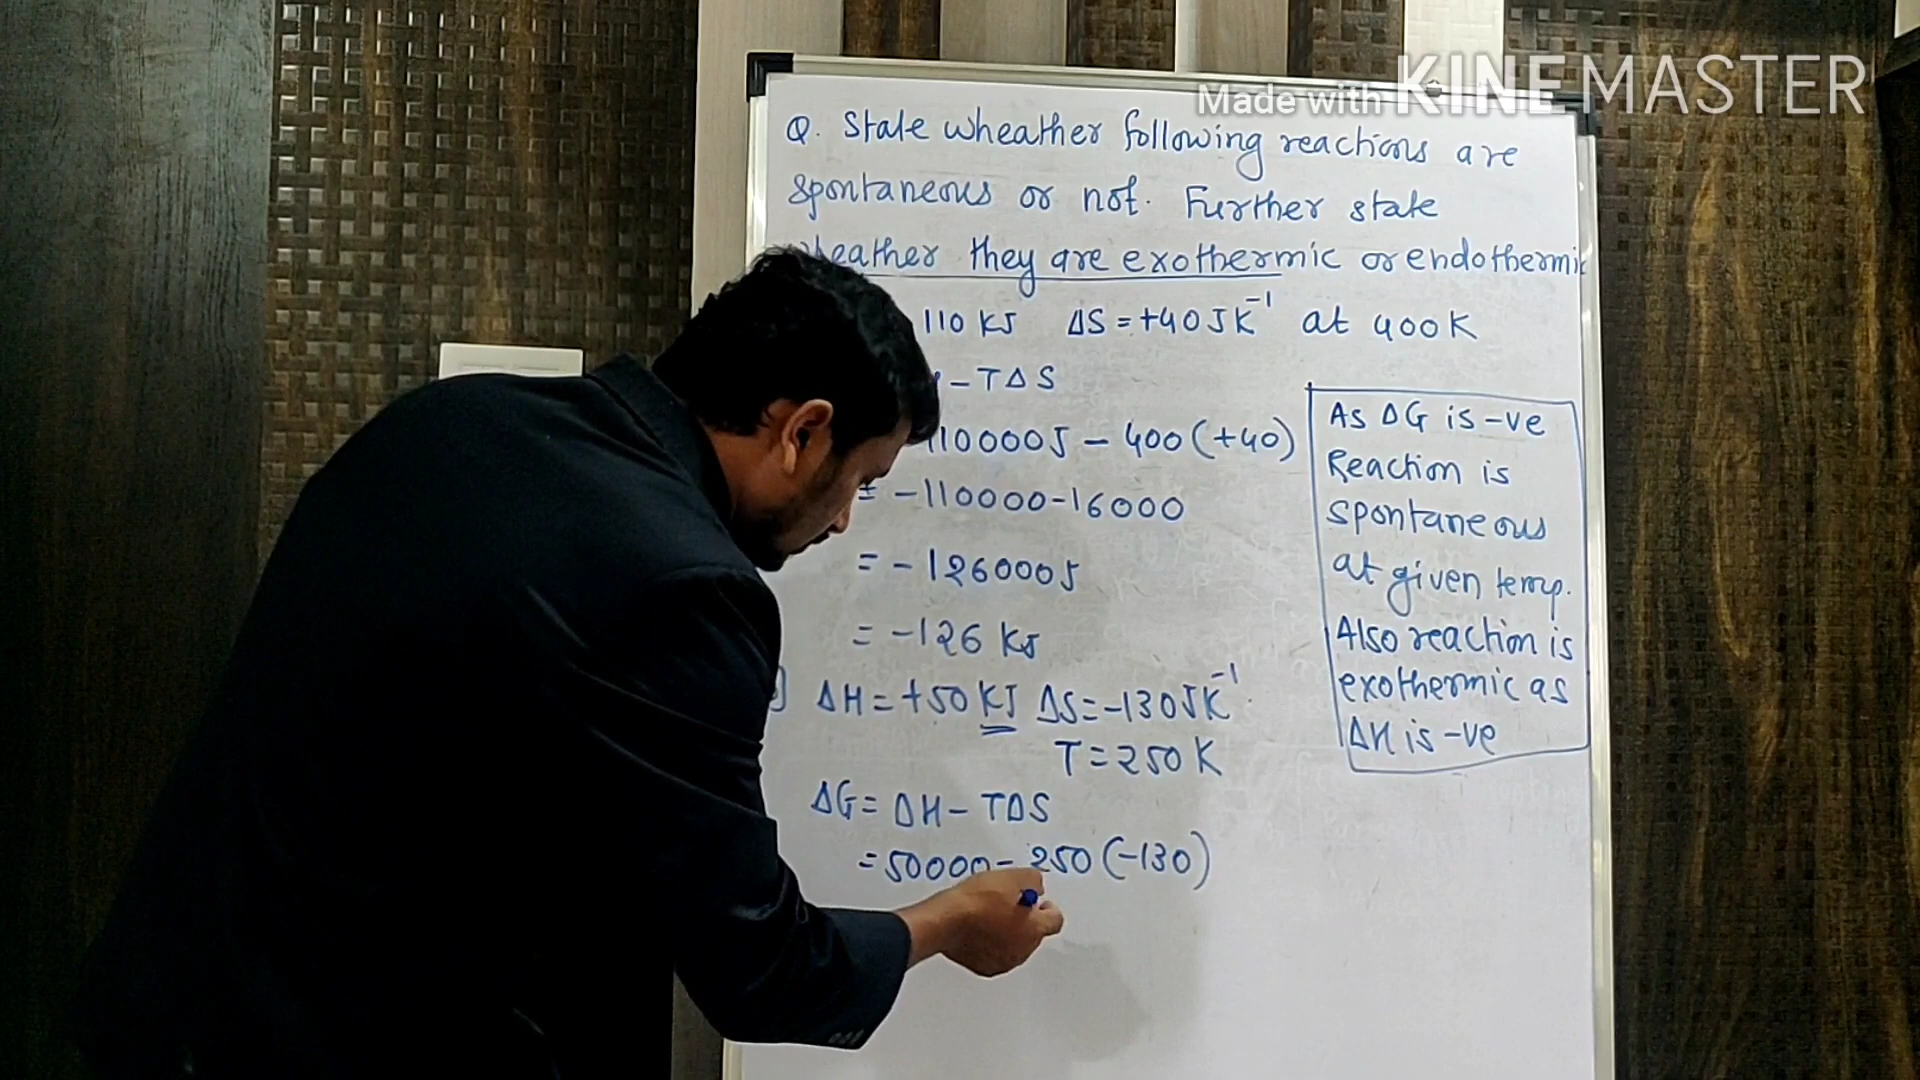 Made with KINEMASTER
Q. State wheather following reactions are
spontaneous or not. Further state
they are exothermic or endothermic
110 KJ ΔS = +40 JK⁻¹ at 400K
- TΔS
110000J - 400 (+40)
= -110000-16000
= -126000J
= -126 KJ
ΔH = +50 KJ ΔS = -130JK⁻¹
T = 250 K
ΔG = ΔH - TΔS
= 50000 - 250 (-130)
As ΔG is -ve
Reaction is
spontaneous
at given temp.
Also reaction is
exothermic as
ΔH is -ve